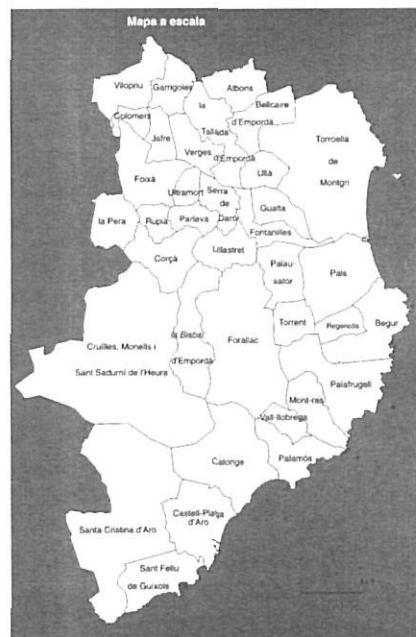 Mapa a escala
Vilopriu
Garrigoles
la
Tallada
d'Empordà
Albons
Bellcaire
d'Empordà
Colomers
Jafre
Verges
Torroella
de
Montgrí
Foixà
Ultramort
Serra
de
Daró
Ullà
Gualta
Fontanilles
la Pera
Rupià
Parlavà
Corçà
Ullastret
Palau-
sator
Pals
Cruïlles, Monells i
Sant Sadurní de l'Heura
la Bisbal
d'Empordà
Forallac
Torrent
Regencós
Begur
Palafrugell
Mont-ras
Vall-llobrega
Palamós
Calonge
Santa Cristina d'Aro
Castell-Platja
d'Aro
Sant Feliu
de Guíxols